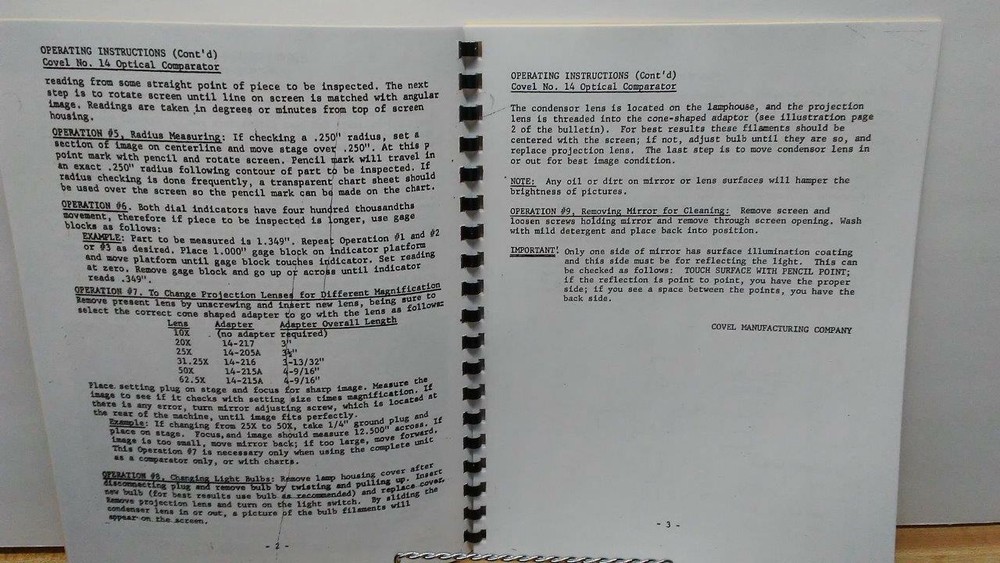 OPERATING INSTRUCTIONS (Cont'd)
Covel No. 14 Optical Comparator
reading from some straight point of piece to be inspected. The next
step is to rotate screen until line on screen is matched with angular
image. Readings are taken in degrees or minutes from top of screen
housing.
OPERATION #5, Radius Measuring: If checking a .250" radius, set a
section of image on centerline and move stage over .250". At this p
point mark with pencil and rotate screen. Pencil mark will travel in
an exact .250" radius following contour of part to be inspected. If
radius checking is done frequently, a transparent chart sheet should
be used over the screen so the pencil mark can be made on the chart.
OPERATION #6. Both dial indicators have four hundred thousandths
movement, therefore if piece to be inspected is longer, use gage
blocks as follows:
EXAMPLE: Part to be measured is 1.349". Repeat Operation #1 and #2
or #3 as desired. Place 1.000" gage block on indicator platform
and move platform until gage block touches indicator. Set reading
at zero. Remove gage block and go up or across until indicator
reads .349".
OPERATION #7, To Change Projection Lenses for Different Magnification
Remove present lens by unscrewing and insert new lens, being sure to
select the correct cone shaped adapter to go with the lens as follows:
Lens Adapter Adapter Overall Length
10X (no adapter required)
20X 14-217 3"
25X 14-205A 3½"
31.25X 14-216 3-13/32"
50X 14-215A 4-9/16"
62.5X 14-215A 4-9/16"
Place setting plug on stage and focus for sharp image. Measure the
image to see if it checks with setting size times magnification. If
there is any error, turn mirror adjusting screw, which is located at
the rear of the machine, until image fits perfectly.
Example: If changing from 25X to 50X, take 1/4" ground plug and
place on stage. Focus,and image should measure 12.500" across. If
image is too small, move mirror back; if too large, move forward.
This Operation #7 is necessary only when using the complete unit
as a comparator only, or with charts.
OPERATION #8, Changing Light Bulbs: Remove lamp housing cover after
disconnecting plug and remove bulb by twisting and pulling up. Insert
new bulb (for best results use bulb as recommended) and replace cover.
Remove projection lens and turn on the light switch. By sliding the
condenser lens in or out, a picture of the bulb filaments will
appear on the screen.
- 2 -
OPERATING INSTRUCTIONS (Cont'd)
Covel No. 14 Optical Comparator
The condensor lens is located on the lamphouse, and the projection
lens is threaded into the cone-shaped adaptor (see illustration page
2 of the bulletin). For best results these filaments should be
centered with the screen; if not, adjust bulb until they are so, and
replace projection lens. The last step is to move condensor lens in
or out for best image condition.
NOTE: Any oil or dirt on mirror or lens surfaces will hamper the
brightness of pictures.
OPERATION #9, Removing Mirror for Cleaning: Remove screen and
loosen screws holding mirror and remove through screen opening. Wash
with mild detergent and place back into position.
IMPORTANT! Only one side of mirror has surface illumination coating
and this side must be for reflecting the light. This can
be checked as follows: TOUCH SURFACE WITH PENCIL POINT;
if the reflection is point to point, you have the proper
side; if you see a space between the points, you have the
back side.
COVEL MANUFACTURING COMPANY
- 3 -